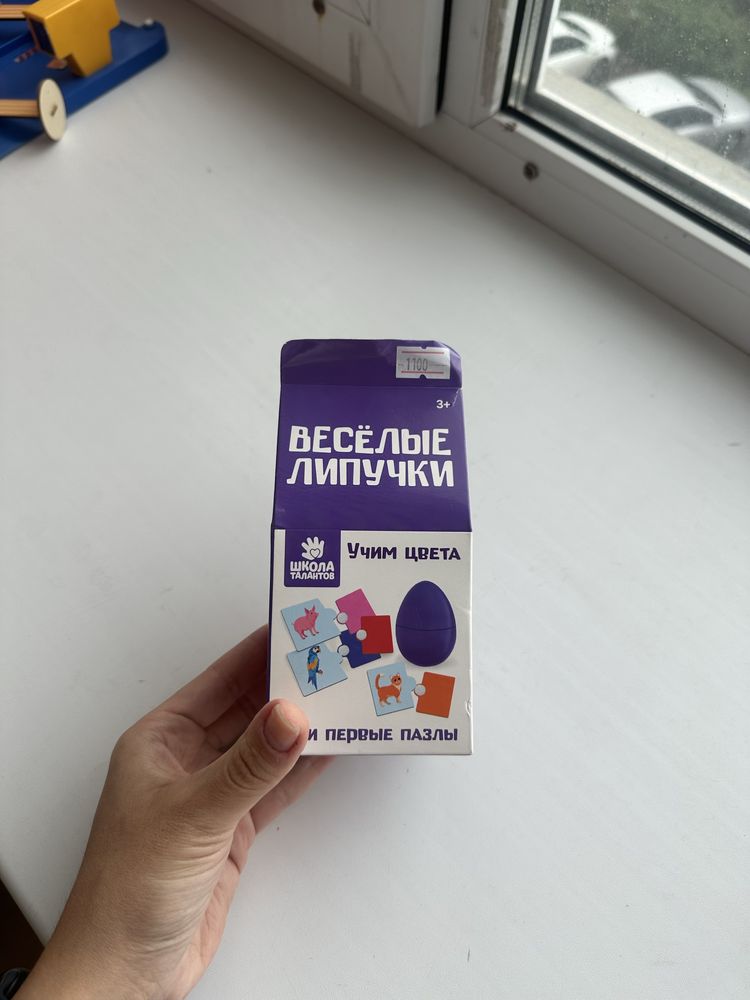 1100
3+
ВЕСЁЛЫЕ
ЛИПУЧКИ
ШКОЛА
ТАЛАНТОВ
УЧИМ ЦВЕТА
И ПЕРВЫЕ ПАЗЛЫ